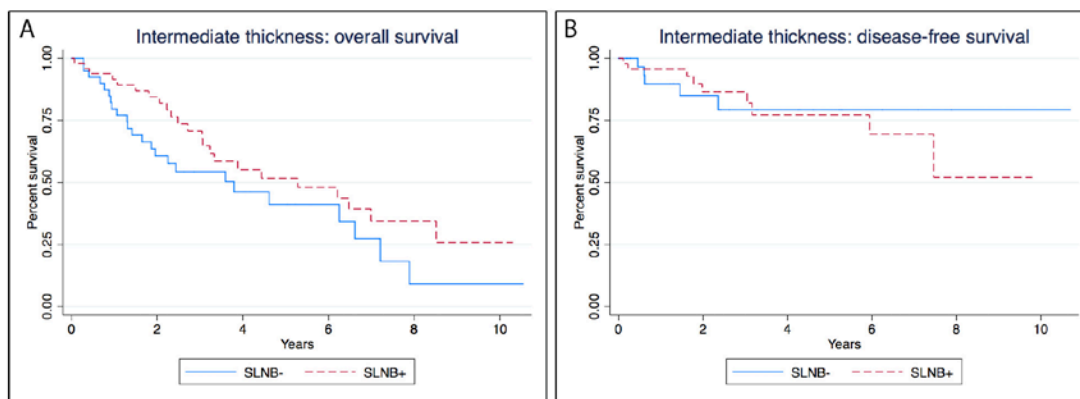 A
Intermediate thickness: overall survival
Percent survival
1.00
0.75
0.50
0.25
0.00
0 2 4 6 8 10
Years
SLNB- SLNB+
B
Intermediate thickness: disease-free survival
Percent survival
1.00
0.75
0.50
0.25
0.00
0 2 4 6 8 10
Years
SLNB- SLNB+